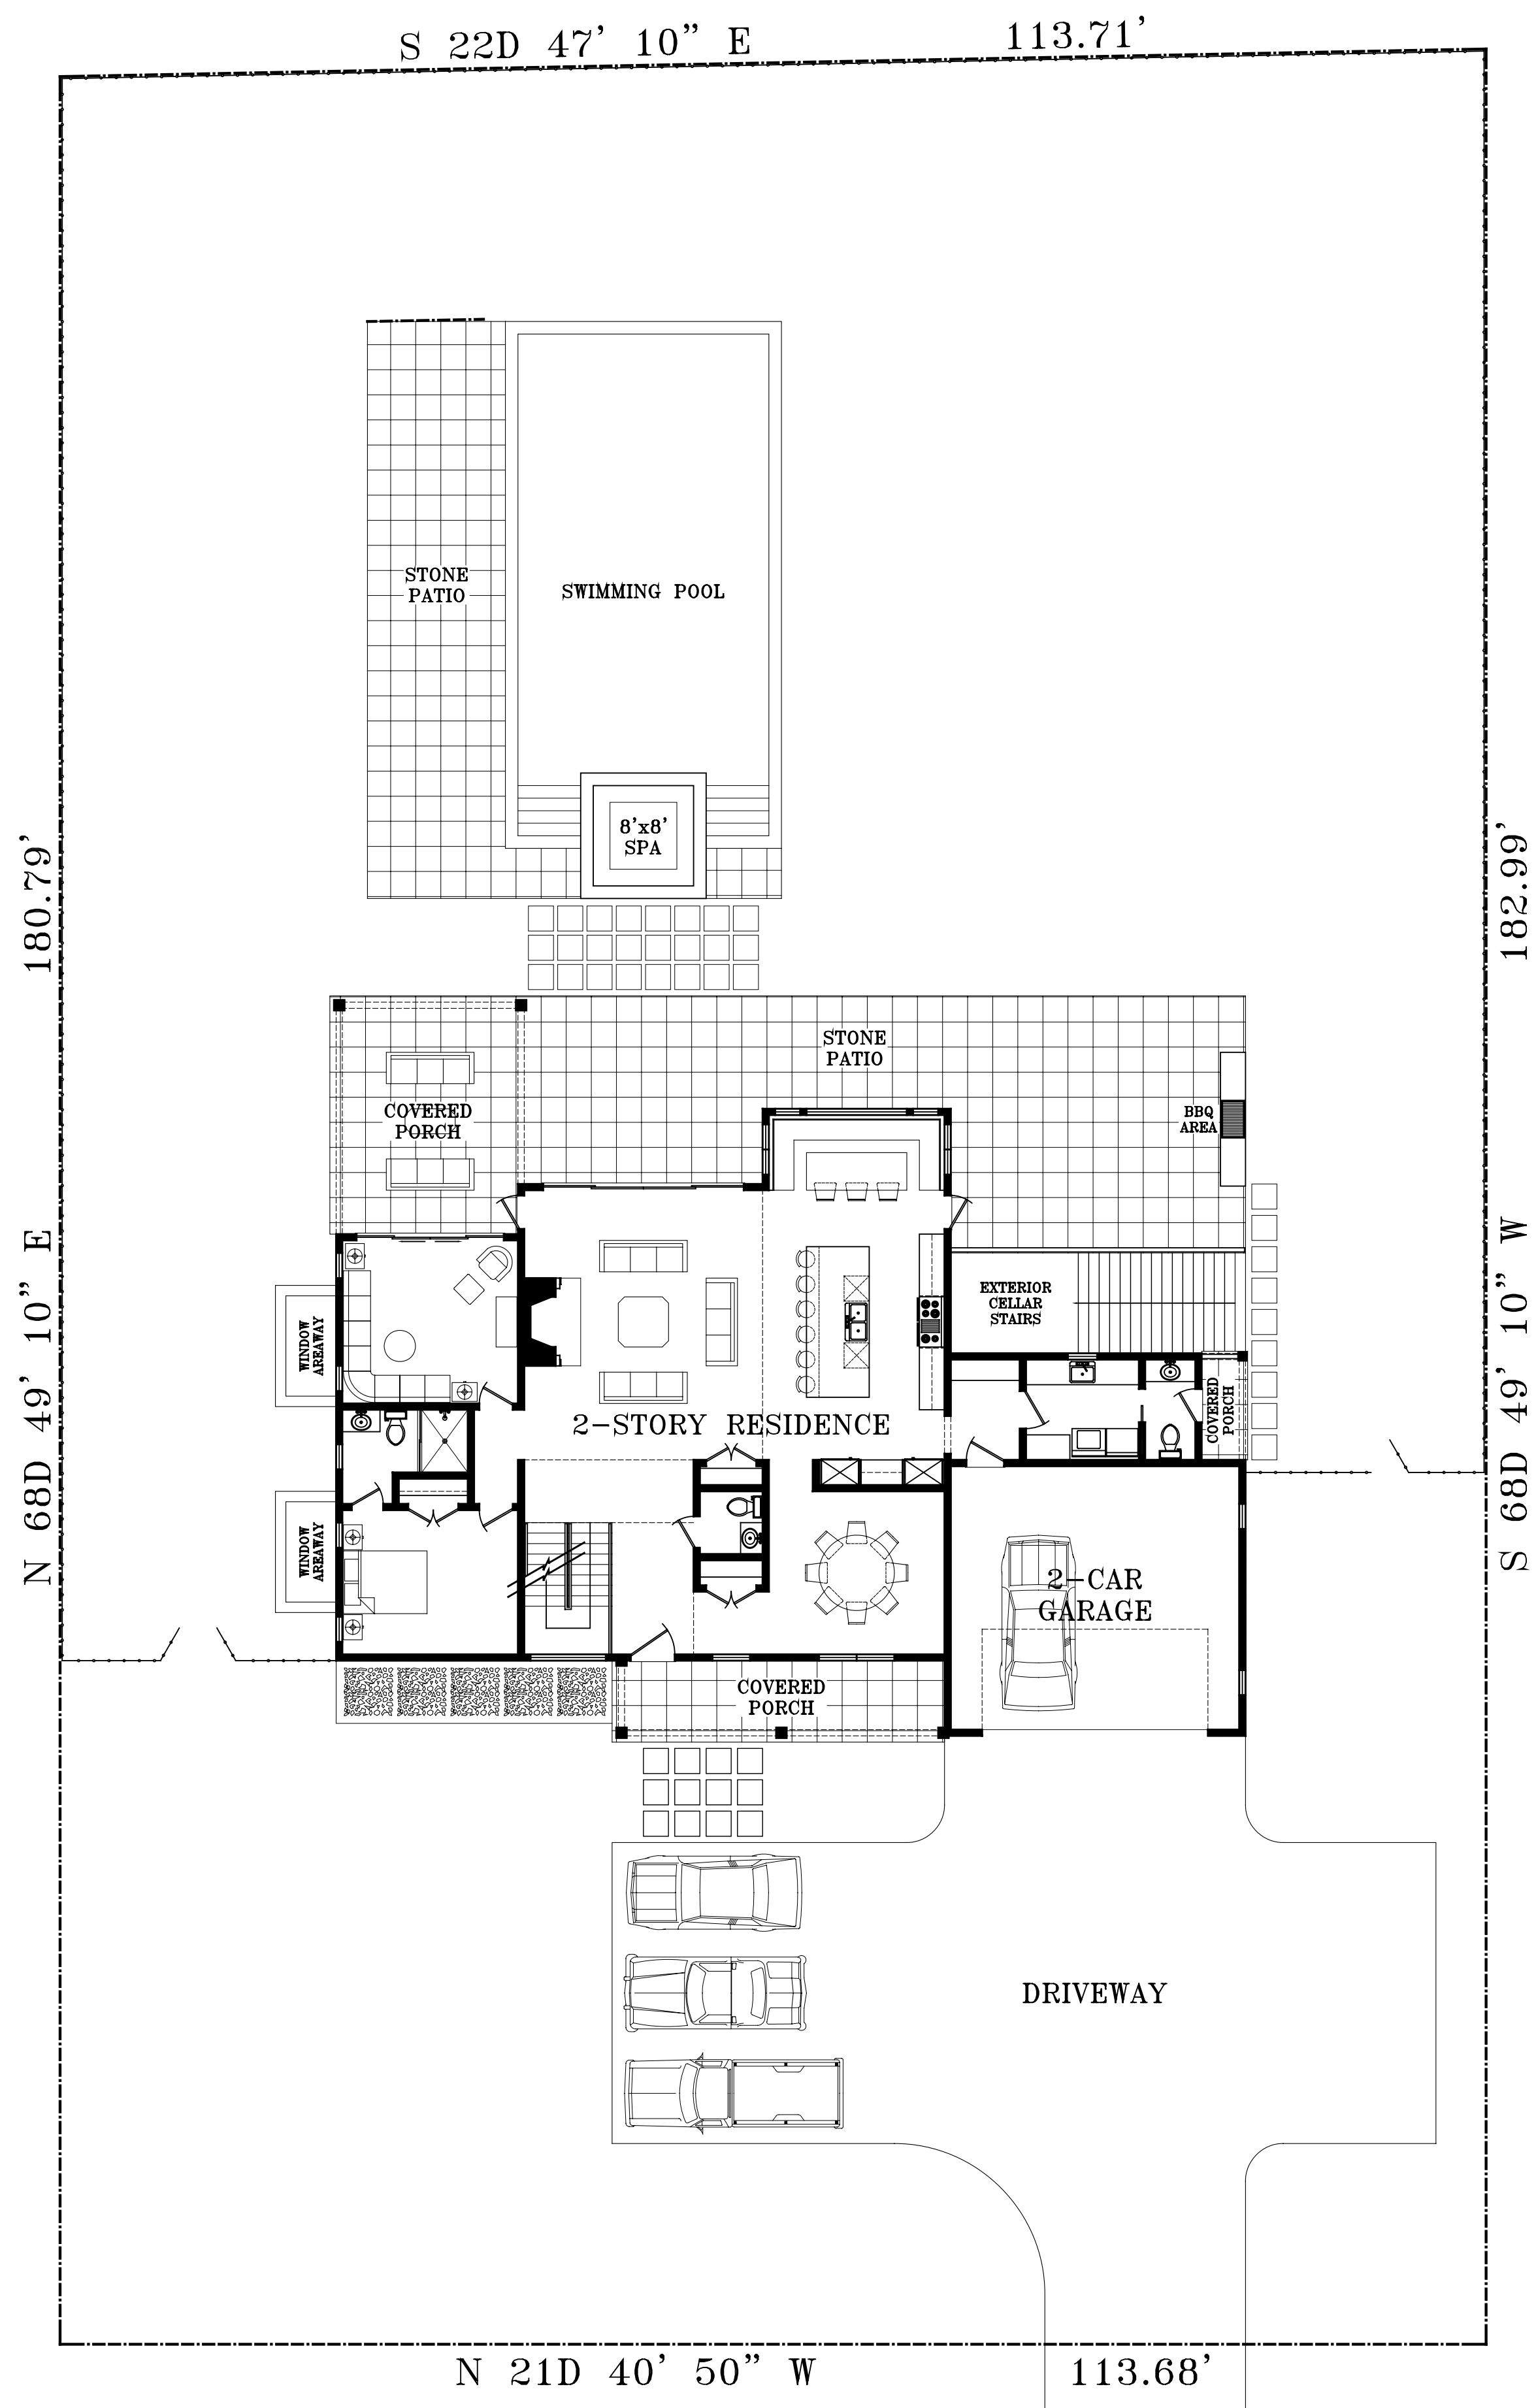 S 22D 47' 10" E
113.71'
STONE
PATIO
SWIMMING POOL
8'x8'
SPA
180.79'
182.99'
STONE
PATIO
COVERED
PORCH
BBQ
AREA
N 68D 49' 10" E
S 68D 49' 10" W
EXTERIOR
CELLAR
STAIRS
WINDOW
AREAWAY
COVERED
PORCH
2-STORY RESIDENCE
WINDOW
AREAWAY
2-CAR
GARAGE
COVERED
PORCH
DRIVEWAY
N 21D 40' 50" W
113.68'